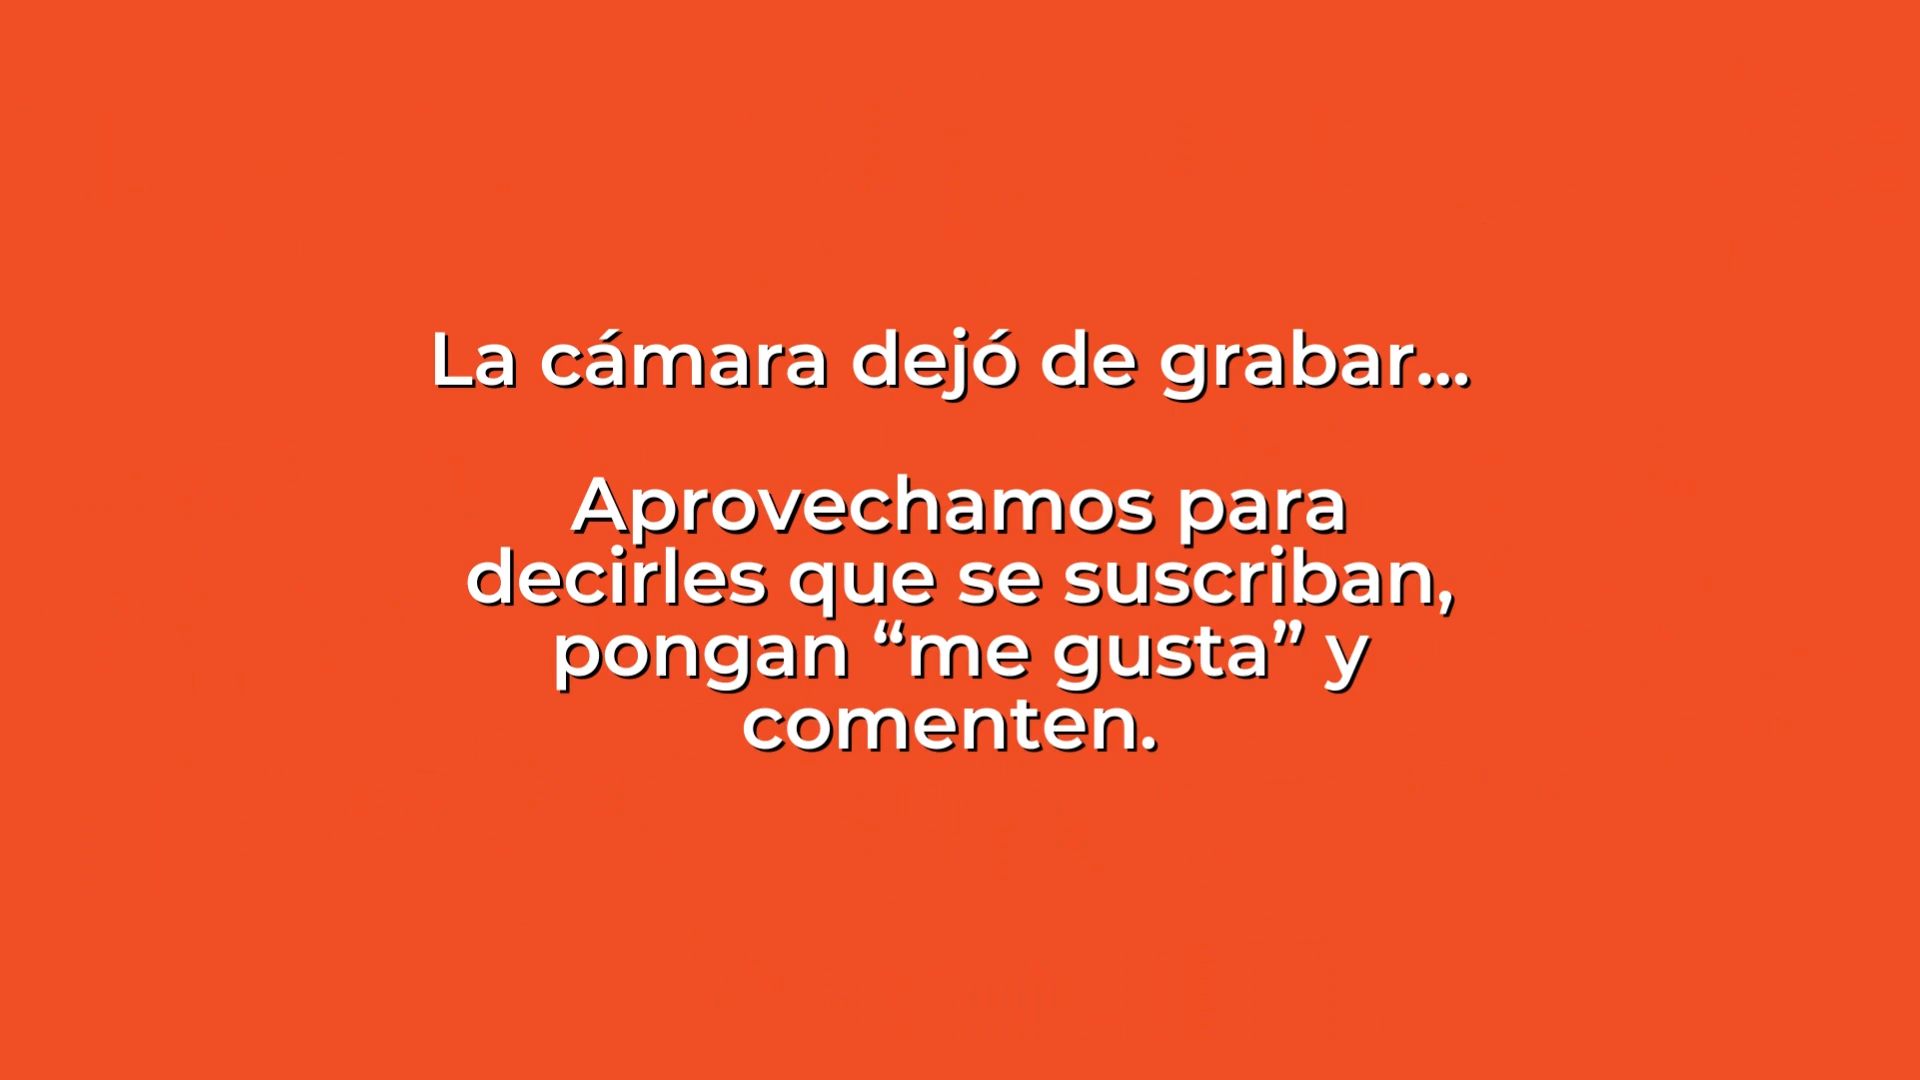 La cámara dejó de grabar...
Aprovechamos para
decirles que se suscriban,
pongan “me gusta” y
comenten.